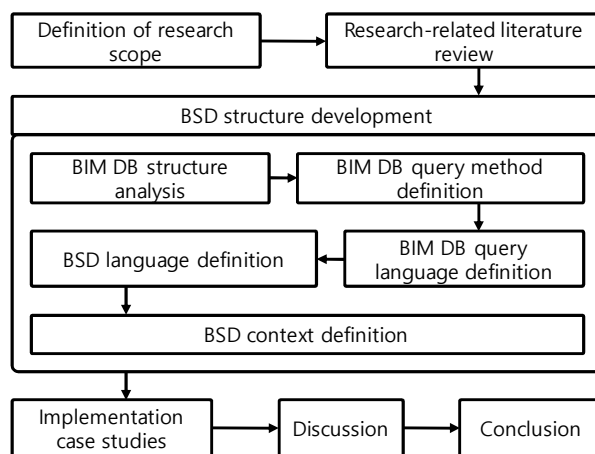 Definition of research
scope
Research-related literature
review
BSD structure development
BIM DB structure
analysis
BIM DB query method
definition
BSD language definition
BIM DB query
language definition
BSD context definition
Implementation
case studies
Discussion
Conclusion